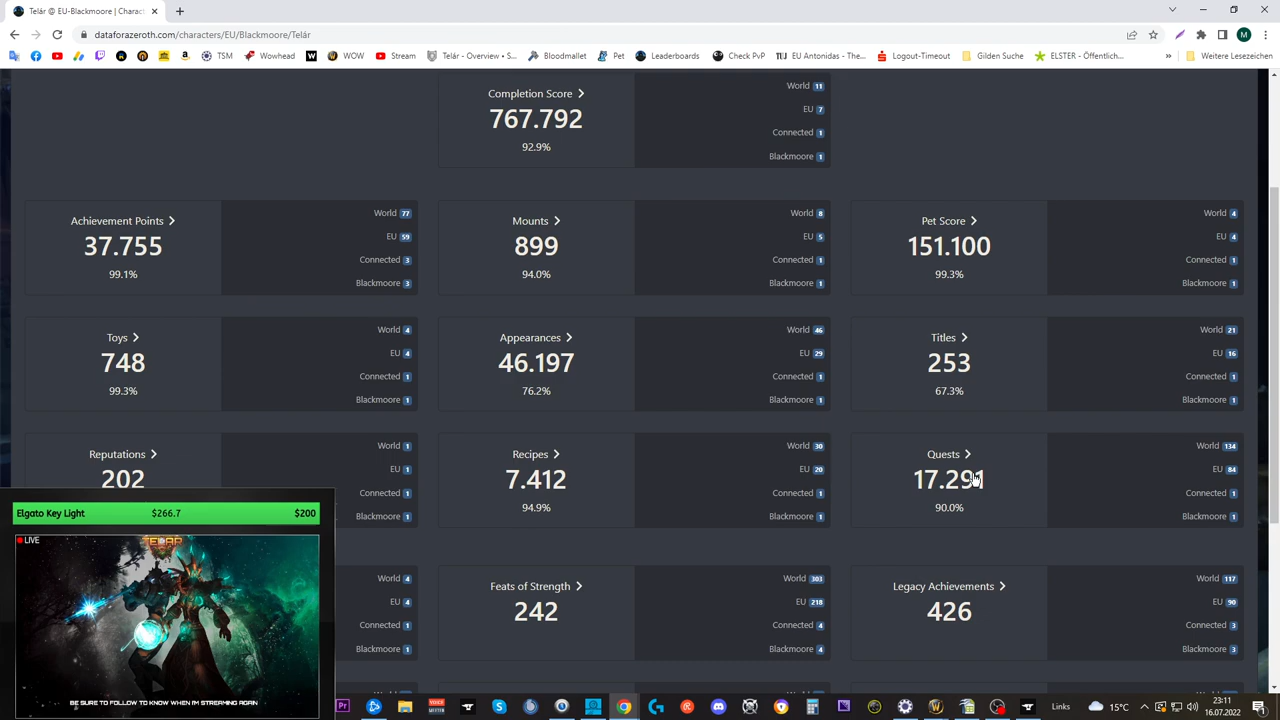 Telár @ EU-Blackmoore | Charac
dataforazeroth.com/characters/EU/Blackmoore/Telár
TSM Wowhead WOW Stream Telár - Overview • S... Bloodmallet Pet Leaderboards Check PvP EU Antonidas - The... Logout-Timeout Gilden Suche ELSTER - Öffentlich... » Weitere Lesezeichen
Completion Score
767.792
92.9%
World 11
EU 7
Connected 1
Blackmoore 1
Achievement Points
37.755
99.1%
World 77
EU 59
Connected 3
Blackmoore 3
Mounts
899
94.0%
World 8
EU 5
Connected 1
Blackmoore 1
Pet Score
151.100
99.3%
World 4
EU 4
Connected 1
Blackmoore 1
Toys
748
99.3%
World 4
EU 4
Connected 1
Blackmoore 1
Appearances
46.197
76.2%
World 46
EU 29
Connected 1
Blackmoore 1
Titles
253
67.3%
World 21
EU 16
Connected 1
Blackmoore 1
Reputations
202
World 1
EU 1
Connected 1
Blackmoore 1
Recipes
7.412
94.9%
World 30
EU 20
Connected 1
Blackmoore 1
Quests
17.291
90.0%
World 134
EU 84
Connected 1
Blackmoore 1
Elgato Key Light $266.7 $200
LIVE
TELAR
BE SURE TO FOLLOW TO KNOW WHEN I'M STREAMING AGAIN
World 4
EU 4
Connected 1
Blackmoore 1
Feats of Strength
242
World 303
EU 218
Connected 4
Blackmoore 4
Legacy Achievements
426
World 117
EU 90
Connected 3
Blackmoore 3
Links 15°C 23:11
16.07.2022